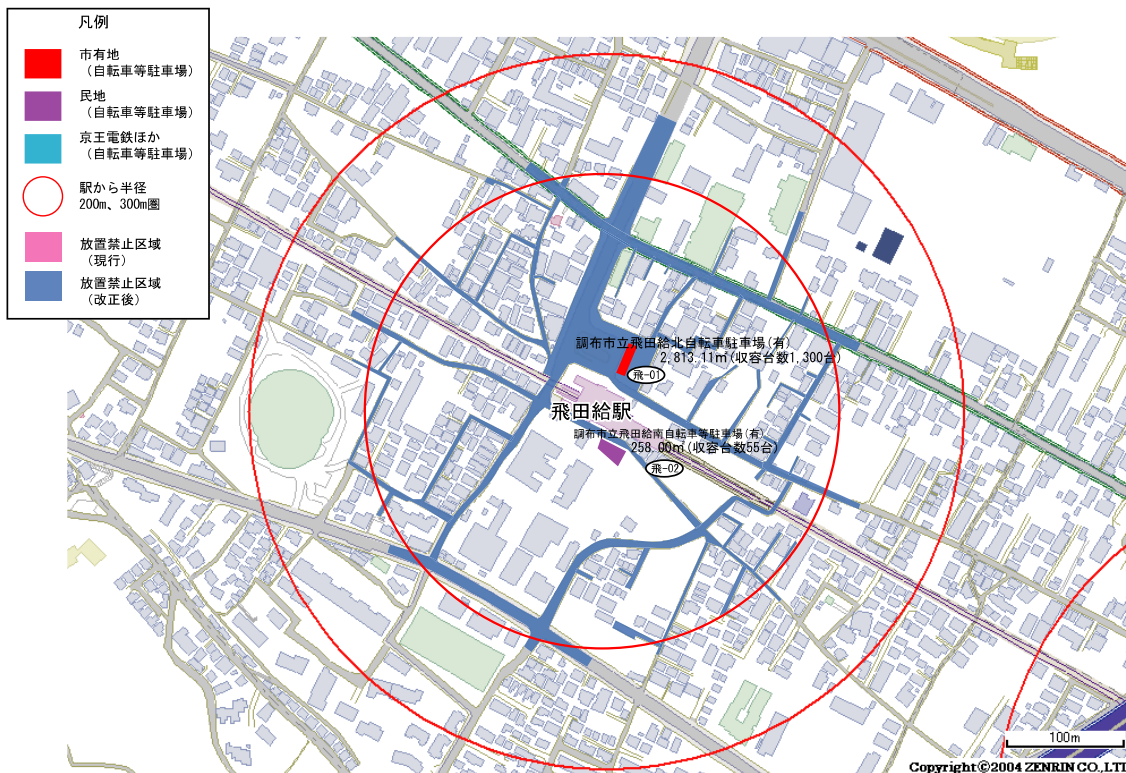 凡例
市有地
（自転車等駐車場）
民地
（自転車等駐車場）
京王電鉄ほか
（自転車等駐車場）
駅から半径
200m、300m圏
放置禁止区域
（現行）
放置禁止区域
（改正後）
調布市立飛田給北自転車駐車場(有)
2,813.11㎡(収容台数1,300台)
飛-01
飛田給駅
調布市立飛田給南自転車等駐車場(有)
258.00㎡(収容台数55台)
飛-02
100m
Copyright©2004 ZENRIN CO.,LT